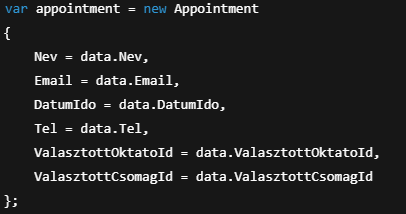 var appointment = new Appointment
{
    Nev = data.Nev,
    Email = data.Email,
    DatumIdo = data.DatumIdo,
    Tel = data.Tel,
    ValasztottOktatoId = data.ValasztottOktatoId,
    ValasztottCsomagId = data.ValasztottCsomagId
};